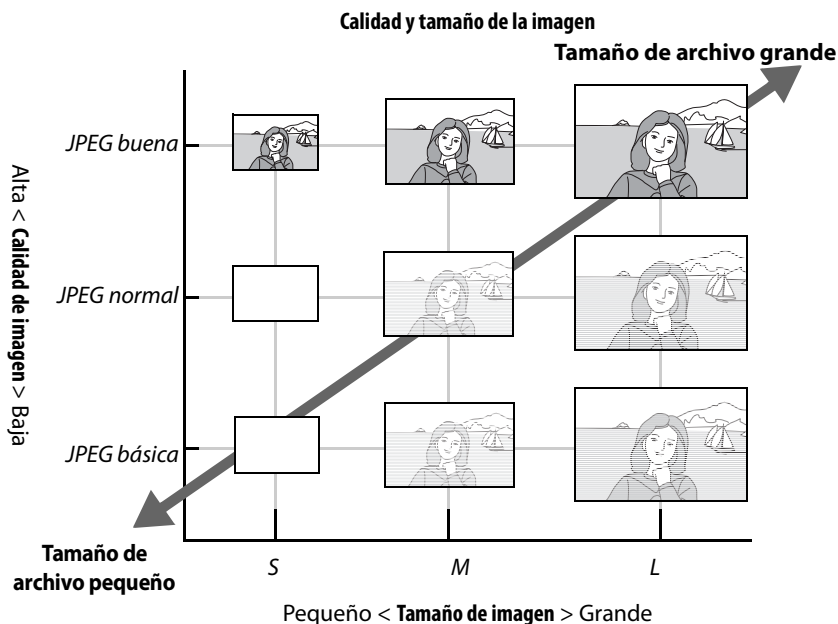 Calidad y tamaño de la imagen
Tamaño de archivo grande
JPEG buena
JPEG normal
JPEG básica
Alta < Calidad de imagen > Baja
Tamaño de
archivo pequeño
S
M
L
Pequeño < Tamaño de imagen > Grande